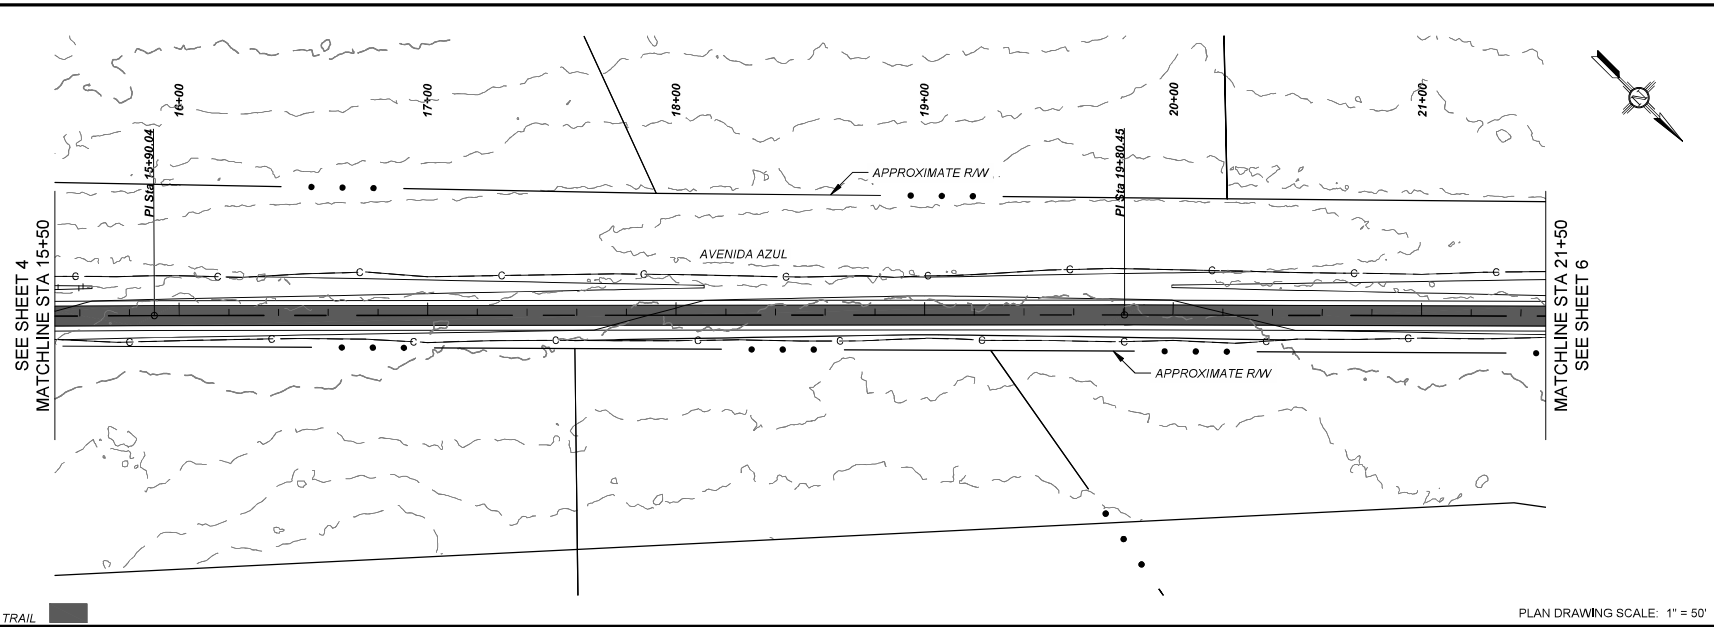 16+00
17+00
18+00
19+00
20+00
21+00
PI Sta 15+90.04
PI Sta 19+80.45
APPROXIMATE R/W
AVENIDA AZUL
SEE SHEET 4
MATCHLINE STA 15+50
MATCHLINE STA 21+50
SEE SHEET 6
C C C C C C C C C C C
C C C C C C C C C C
APPROXIMATE R/W
TRAIL
PLAN DRAWING SCALE: 1" = 50'